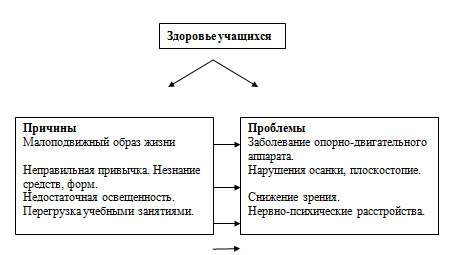 Здоровье учащихся
Причины
Малоподвижный образ жизни
Неправильная привычка. Незнание
средств, форм.
Недостаточная освещенность.
Перегрузка учебными занятиями.
Проблемы
Заболевание опорно-двигательного
аппарата.
Нарушения осанки, плоскостопие.
Снижение зрения.
Нервно-психические расстройства.